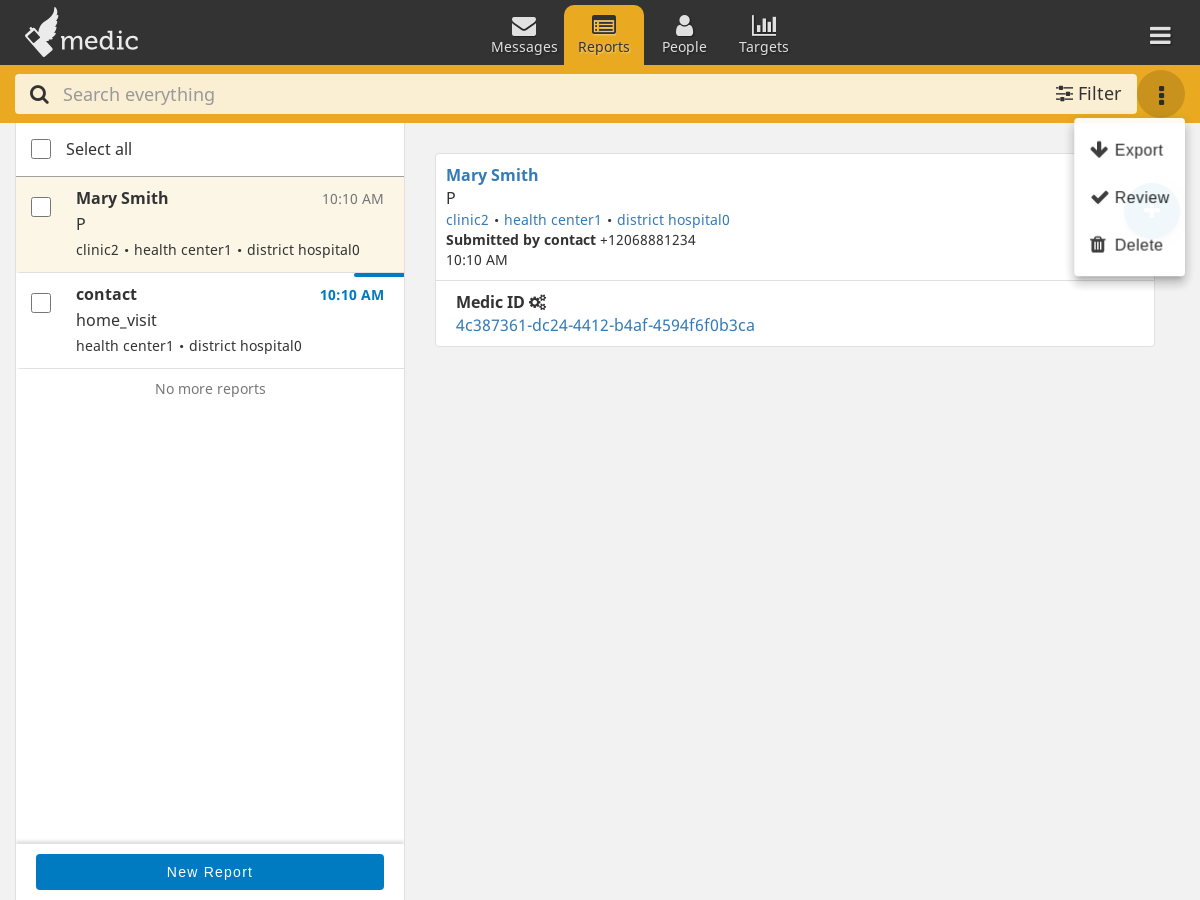 medic
Messages
Reports
People
Targets
Search everything
Filter
Export
Review
Delete
Select all
Mary Smith 10:10 AM
P
clinic2 • health center1 • district hospital0
contact 10:10 AM
home_visit
health center1 • district hospital0
No more reports
New Report
Mary Smith
P
clinic2 • health center1 • district hospital0
Submitted by contact +12068881234
10:10 AM
Medic ID
4c387361-dc24-4412-b4af-4594f6f0b3ca